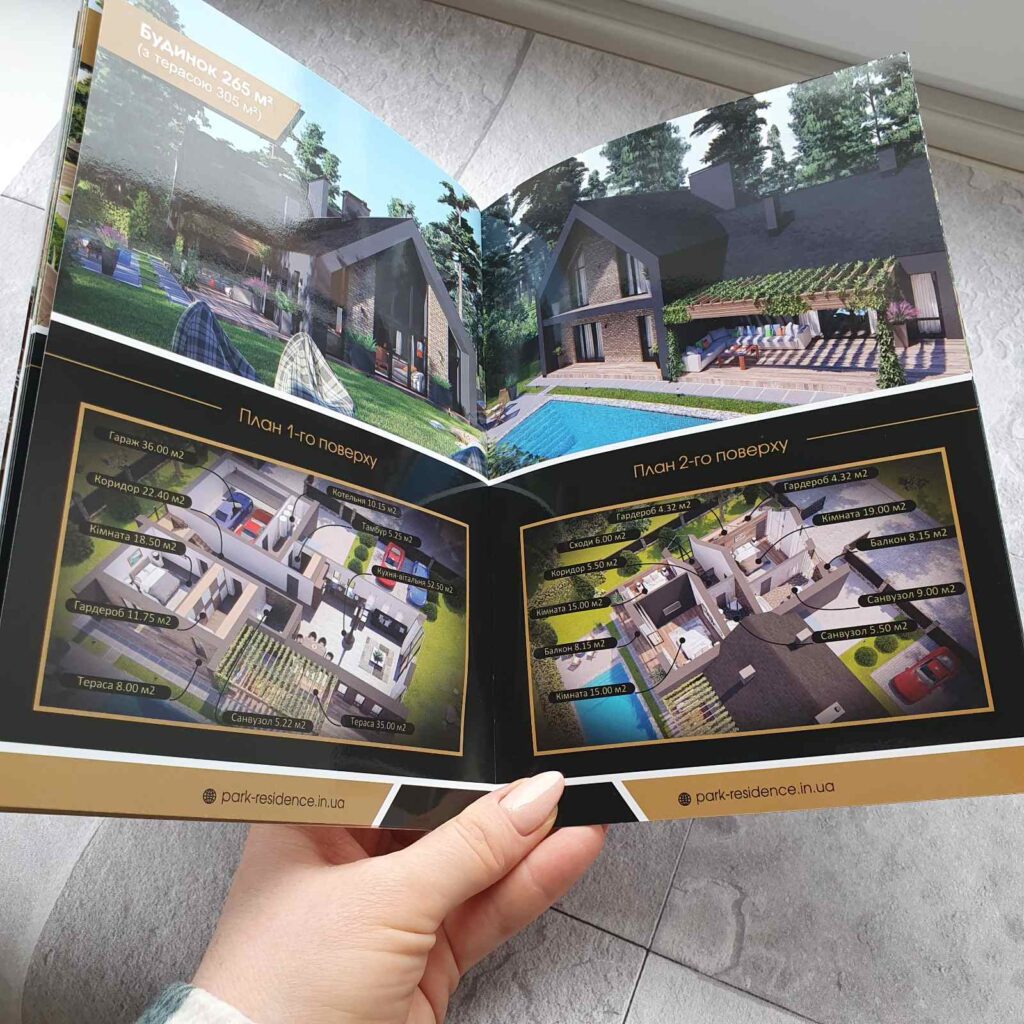 Будинок 265 м²
(з терасою 305 м²)
План 1-го поверху
Гараж 36.00 м2
Коридор 22.40 м2
Кімната 18.50 м2
Гардероб 11.75 м2
Тераса 8.00 м2
Котельня 10.15 м2
Тамбур 5.25 м2
Кухня-вітальня 52.50 м2
Санвузол 5.22 м2
Тераса 35.00 м2
park-residence.in.ua
План 2-го поверху
Гардероб 4.32 м2
Сходи 6.00 м2
Коридор 5.50 м2
Кімната 15.00 м2
Балкон 8.15 м2
Кімната 15.00 м2
Гардероб 4.32 м2
Кімната 19.00 м2
Балкон 8.15 м2
Санвузол 9.00 м2
Санвузол 5.50 м2
park-residence.in.ua